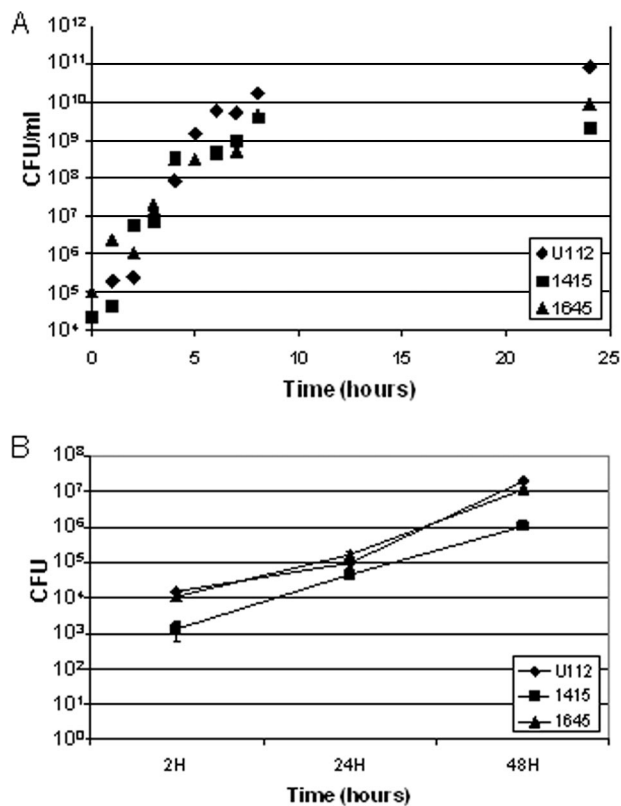 A
10¹²
10¹¹
10¹⁰
10⁹
10⁸
10⁷
10⁶
10⁵
10⁴
CFU/ml
0 5 10 15 20 25
Time (hours)
U112
1415
1645
B
10⁸
10⁷
10⁶
10⁵
10⁴
10³
10²
10¹
10⁰
CFU
2H 24H 48H
Time (hours)
U112
1415
1645